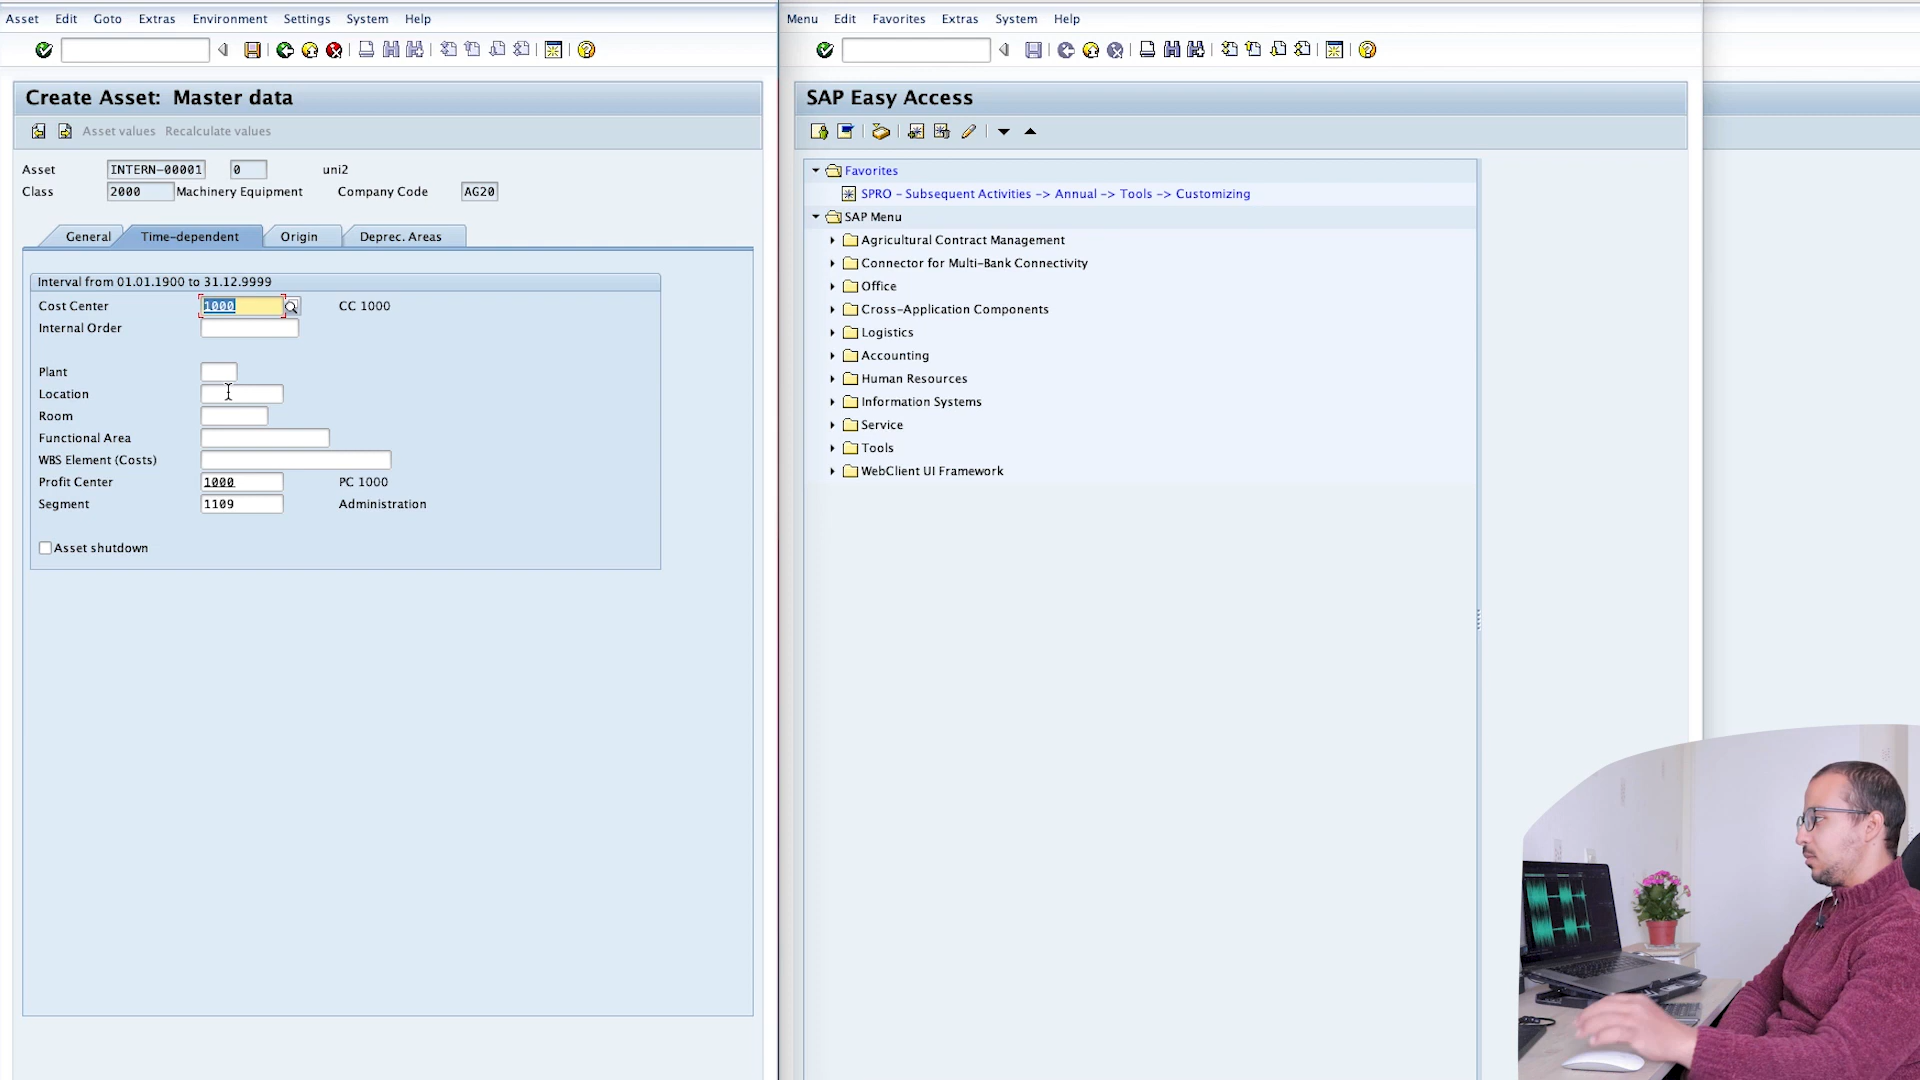 Asset Edit Goto Extras Environment Settings System Help
Create Asset: Master data
Asset values Recalculate values
Asset INTERN-00001 0 uni2
Class 2000 Machinery Equipment Company Code AG20
General Time-dependent Origin Deprec. Areas
Interval from 01.01.1900 to 31.12.9999
Cost Center 1000 CC 1000
Internal Order
Plant
Location
Room
Functional Area
WBS Element (Costs)
Profit Center 1000 PC 1000
Segment 1109 Administration
Asset shutdown
Menu Edit Favorites Extras System Help
SAP Easy Access
Favorites
SPRO - Subsequent Activities -> Annual -> Tools -> Customizing
SAP Menu
Agricultural Contract Management
Connector for Multi-Bank Connectivity
Office
Cross-Application Components
Logistics
Accounting
Human Resources
Information Systems
Service
Tools
WebClient UI Framework